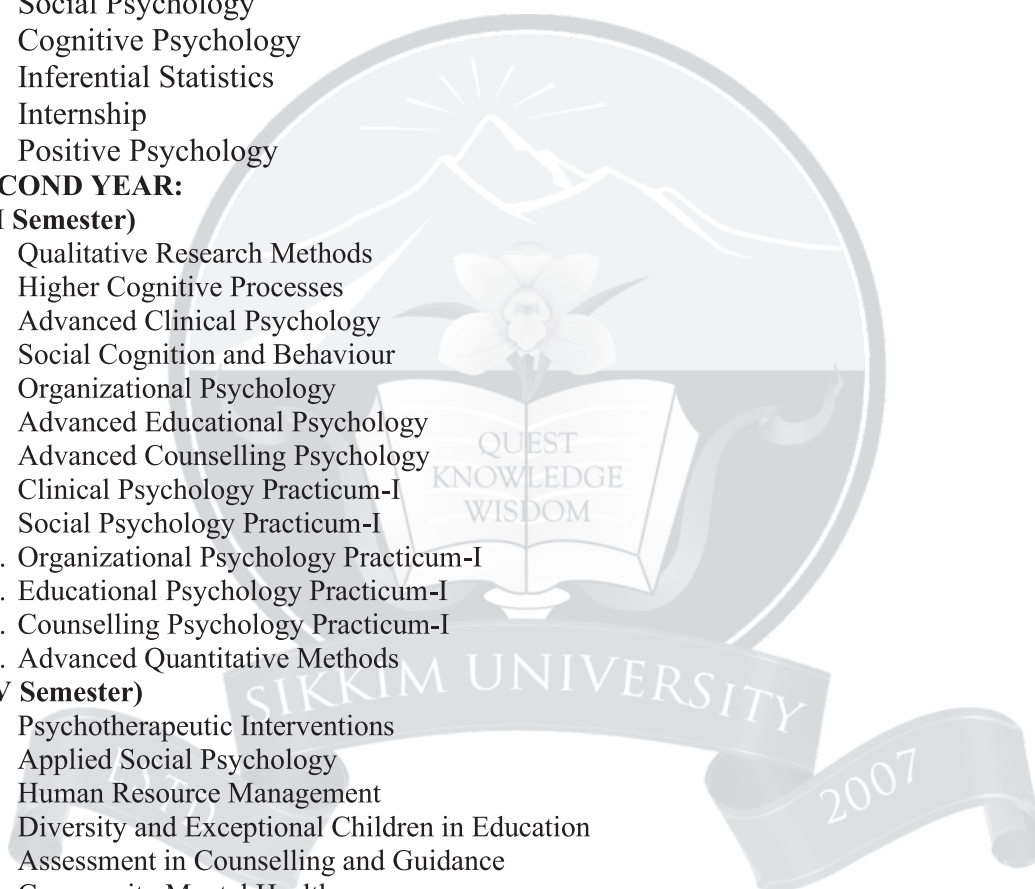 Social Psychology
Cognitive Psychology
Inferential Statistics
Internship
Positive Psychology
COND YEAR:
I Semester)
Qualitative Research Methods
Higher Cognitive Processes
Advanced Clinical Psychology
Social Cognition and Behaviour
Organizational Psychology
Advanced Educational Psychology
Advanced Counselling Psychology
Clinical Psychology Practicum-I
Social Psychology Practicum-I
. Organizational Psychology Practicum-I
. Educational Psychology Practicum-I
. Counselling Psychology Practicum-I
. Advanced Quantitative Methods
V Semester)
Psychotherapeutic Interventions
Applied Social Psychology
Human Resource Management
Diversity and Exceptional Children in Education
Assessment in Counselling and Guidance
Community Mental Health
QUEST
KNOWLEDGE
WISDOM
SIKKIM UNIVERSITY
ESTD
2007